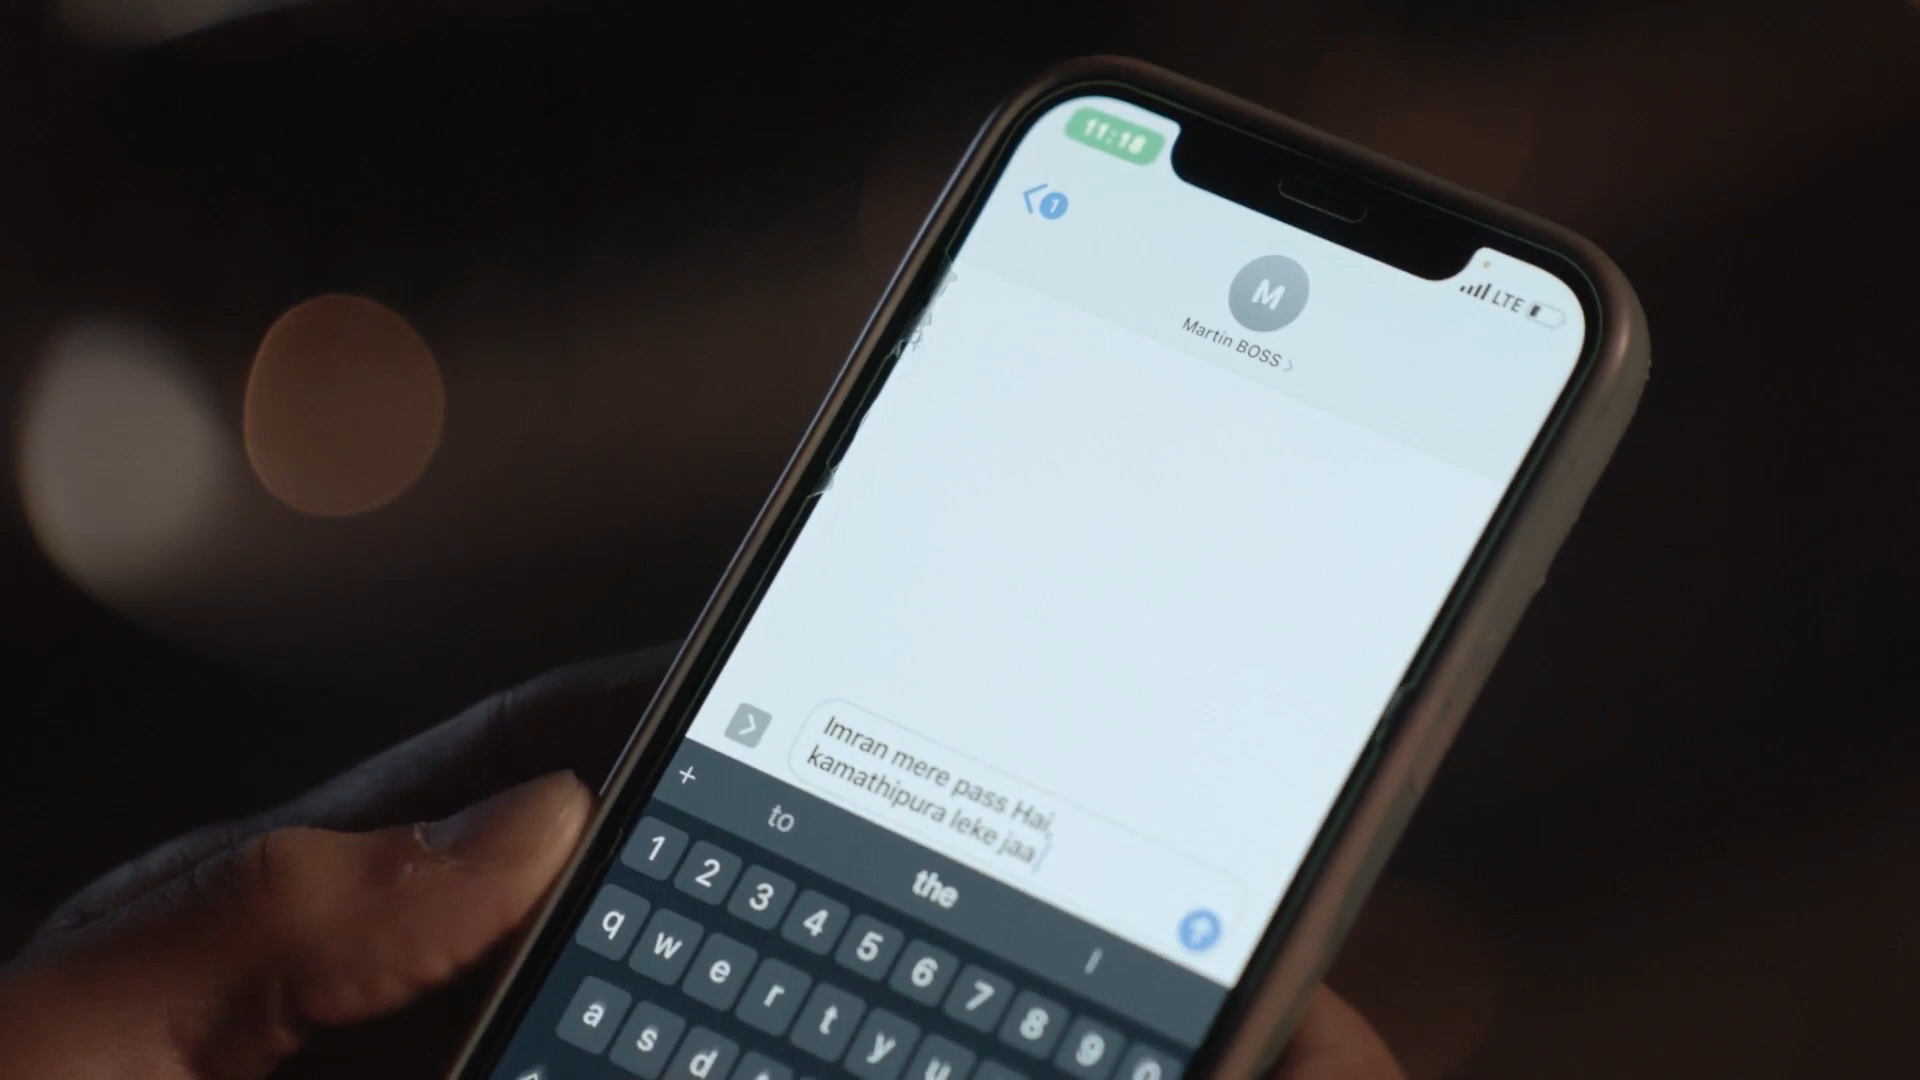 11:18
1
M
LTE
Martin BOSS
Imran mere pass Hai,
kamathipura leke jaa
to the i
1 2 3 4 5 6 7 8 9 0
q w e r t y u
a s d